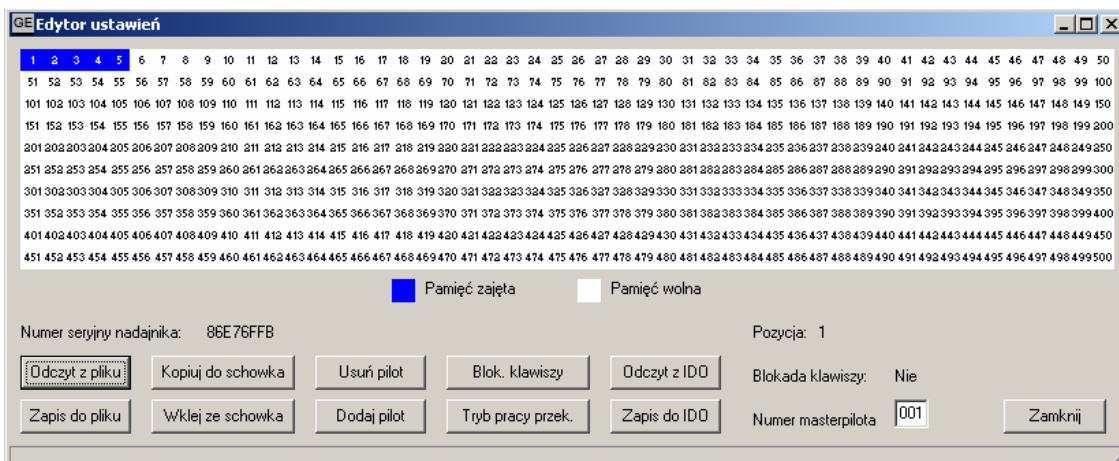 GE Edytor ustawień
1 2 3 4 5 6 7 8 9 10 11 12 13 14 15 16 17 18 19 20 21 22 23 24 25 26 27 28 29 30 31 32 33 34 35 36 37 38 39 40 41 42 43 44 45 46 47 48 49 50
51 52 53 54 55 56 57 58 59 60 61 62 63 64 65 66 67 68 69 70 71 72 73 74 75 76 77 78 79 80 81 82 83 84 85 86 87 88 89 90 91 92 93 94 95 96 97 98 99 100
101 102 103 104 105 106 107 108 109 110 111 112 113 114 115 116 117 118 119 120 121 122 123 124 125 126 127 128 129 130 131 132 133 134 135 136 137 138 139 140 141 142 143 144 145 146 147 148 149 150
151 152 153 154 155 156 157 158 159 160 161 162 163 164 165 166 167 168 169 170 171 172 173 174 175 176 177 178 179 180 181 182 183 184 185 186 187 188 189 190 191 192 193 194 195 196 197 198 199 200
201 202 203 204 205 206 207 208 209 210 211 212 213 214 215 216 217 218 219 220 221 222 223 224 225 226 227 228 229 230 231 232 233 234 235 236 237 238 239 240 241 242 243 244 245 246 247 248 249 250
251 252 253 254 255 256 257 258 259 260 261 262 263 264 265 266 267 268 269 270 271 272 273 274 275 276 277 278 279 280 281 282 283 284 285 286 287 288 289 290 291 292 293 294 295 296 297 298 299 300
301 302 303 304 305 306 307 308 309 310 311 312 313 314 315 316 317 318 319 320 321 322 323 324 325 326 327 328 329 330 331 332 333 334 335 336 337 338 339 340 341 342 343 344 345 346 347 348 349 350
351 352 353 354 355 356 357 358 359 360 361 362 363 364 365 366 367 368 369 370 371 372 373 374 375 376 377 378 379 380 381 382 383 384 385 386 387 388 389 390 391 392 393 394 395 396 397 398 399 400
401 402 403 404 405 406 407 408 409 410 411 412 413 414 415 416 417 418 419 420 421 422 423 424 425 426 427 428 429 430 431 432 433 434 435 436 437 438 439 440 441 442 443 444 445 446 447 448 449 450
451 452 453 454 455 456 457 458 459 460 461 462 463 464 465 466 467 468 469 470 471 472 473 474 475 476 477 478 479 480 481 482 483 484 485 486 487 488 489 490 491 492 493 494 495 496 497 498 499 500
Pamięć zajęta Pamięć wolna
Numer seryjny nadajnika: 86E76FFB Pozycja: 1
Odczyt z pliku Kopiuj do schowka Usuń pilot Blok. klawiszy Odczyt z IDO Blokada klawiszy: Nie
Zapis do pliku Wklej ze schowka Dodaj pilot Tryb pracy przek. Zapis do IDO Numer masterpilota 001 Zamknij